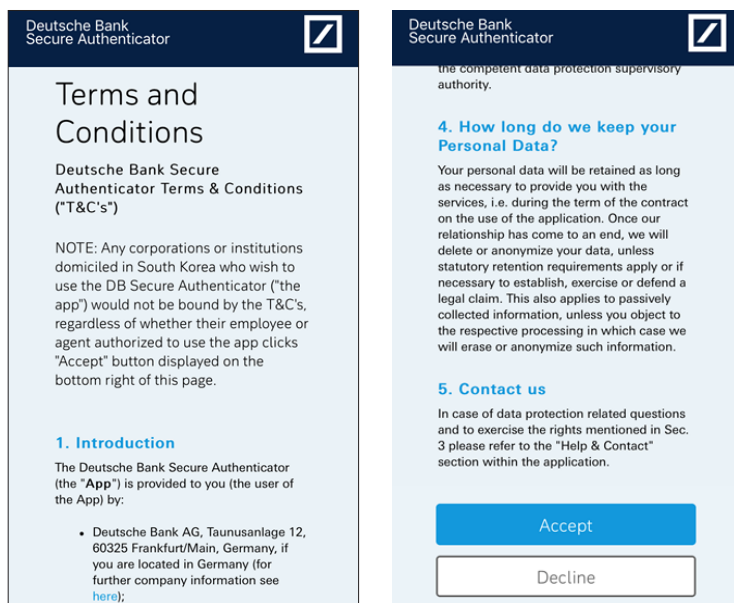 Deutsche Bank
Secure Authenticator
Terms and
Conditions
Deutsche Bank Secure
Authenticator Terms & Conditions
("T&C's")
NOTE: Any corporations or institutions
domiciled in South Korea who wish to
use the DB Secure Authenticator ("the
app") would not be bound by the T&C's,
regardless of whether their employee or
agent authorized to use the app clicks
"Accept" button displayed on the
bottom right of this page.
1. Introduction
The Deutsche Bank Secure Authenticator
(the "App") is provided to you (the user of
the App) by:
• Deutsche Bank AG, Taunusanlage 12,
60325 Frankfurt/Main, Germany, if
you are located in Germany (for
further company information see
here);
Deutsche Bank
Secure Authenticator
the competent data protection supervisory
authority.
4. How long do we keep your
Personal Data?
Your personal data will be retained as long
as necessary to provide you with the
services, i.e. during the term of the contract
on the use of the application. Once our
relationship has come to an end, we will
delete or anonymize your data, unless
statutory retention requirements apply or if
necessary to establish, exercise or defend a
legal claim. This also applies to passively
collected information, unless you object to
the respective processing in which case we
will erase or anonymize such information.
5. Contact us
In case of data protection related questions
and to exercise the rights mentioned in Sec.
3 please refer to the "Help & Contact"
section within the application.
Accept
Decline